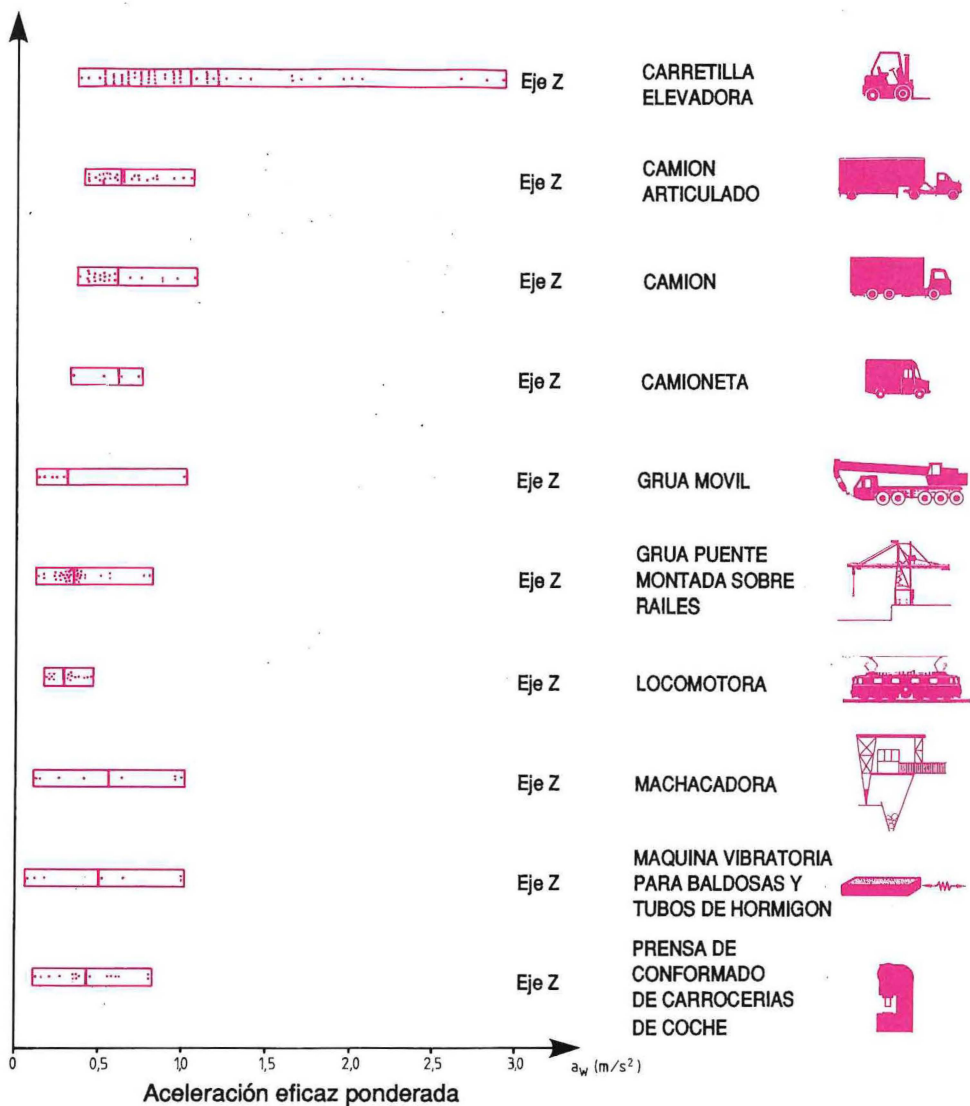 Eje Z
CARRETILLA
ELEVADORA
Eje Z
CAMION
ARTICULADO
Eje Z
CAMION
Eje Z
CAMIONETA
Eje Z
GRUA MOVIL
Eje Z
GRUA PUENTE
MONTADA SOBRE
RAILES
Eje Z
LOCOMOTORA
Eje Z
MACHACADORA
Eje Z
MAQUINA VIBRATORIA
PARA BALDOSAS Y
TUBOS DE HORMIGON
Eje Z
PRENSA DE
CONFORMADO
DE CARROCERIAS
DE COCHE
0 0,5 1,0 1,5 2,0 2,5 3,0 a_w (m/s²)
Aceleración eficaz ponderada